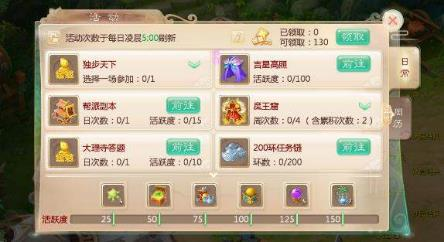 活动
活动次数于每日凌晨5:00刷新
已领取：0
可领取：130
领取
独步天下
选择一场参加：0/1
吉星高照
活跃度：0/100
前往
帮派副本
日次数：0/1
活跃度：0/15
前往
魔王窟
周次数：0/4（含累积次数：2）
前往
大理寺答题
日次数：0/1
活跃度：0/10
前往
200环任务链
环数：0/200
前往
日常
周历
活跃度
25
50
75
100
125
150